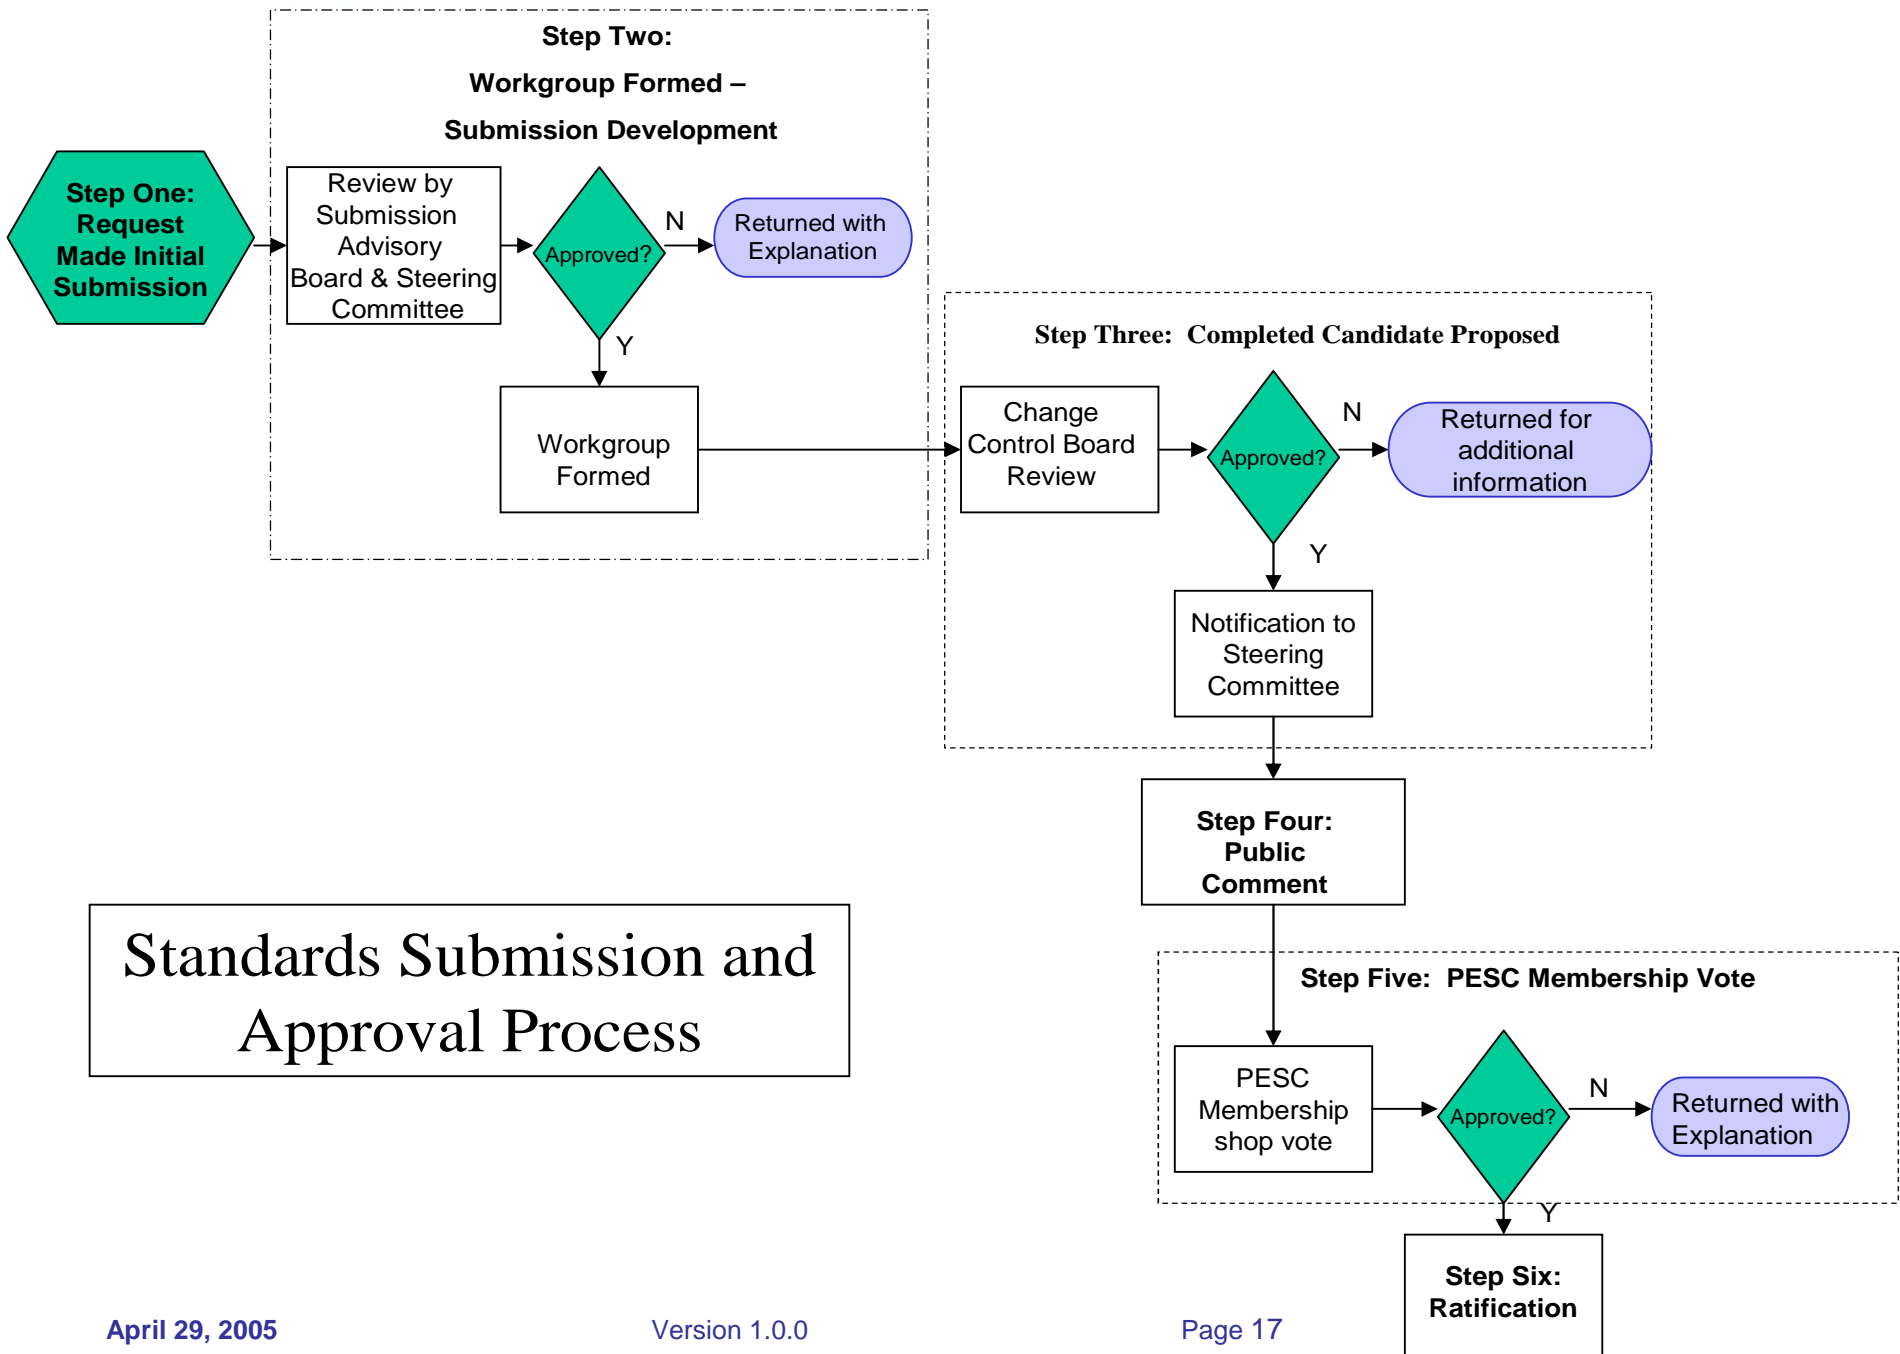 Step Two:
Workgroup Formed –
Submission Development
Step One:
Request
Made Initial
Submission
Review by
Submission
Advisory
Board & Steering
Committee
Approved?
N
Returned with
Explanation
Y
Workgroup
Formed
Step Three: Completed Candidate Proposed
Change
Control Board
Review
Approved?
N
Returned for
additional
information
Y
Notification to
Steering
Committee
Step Four:
Public
Comment
Standards Submission and
Approval Process
Step Five: PESC Membership Vote
PESC
Membership
shop vote
Approved?
N
Returned with
Explanation
Y
Step Six:
Ratification
April 29, 2005
Version 1.0.0
Page 17